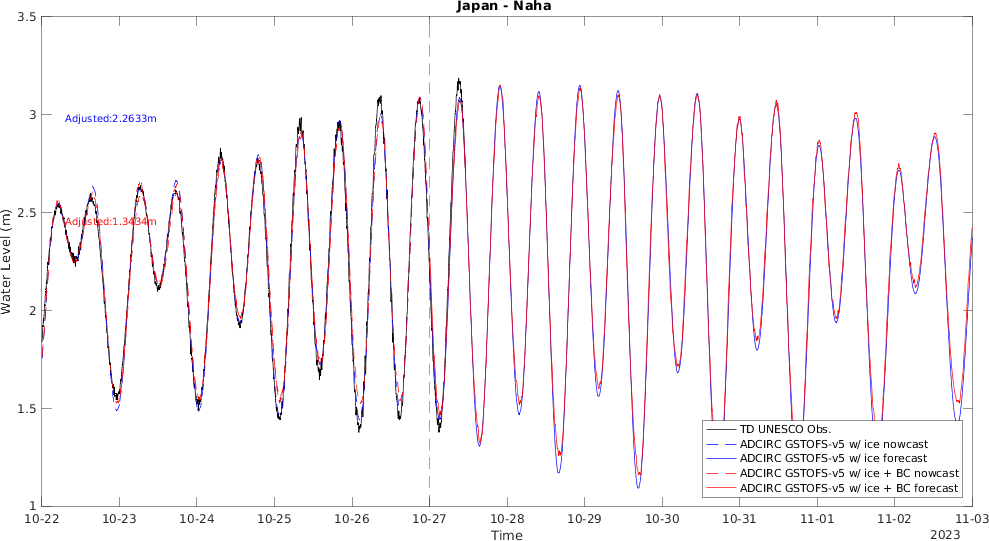 Japan - Naha
3.5
3
2.5
2
1.5
1
Water Level (m)
Adjusted:2.2633m
Adjusted:1.3434m
TD UNESCO Obs.
ADCIRC GSTOFS-v5 w/ ice nowcast
ADCIRC GSTOFS-v5 w/ ice forecast
ADCIRC GSTOFS-v5 w/ ice + BC nowcast
ADCIRC GSTOFS-v5 w/ ice + BC forecast
10-22 10-23 10-24 10-25 10-26 10-27 10-28 10-29 10-30 10-31 11-01 11-02 11-03
Time
2023